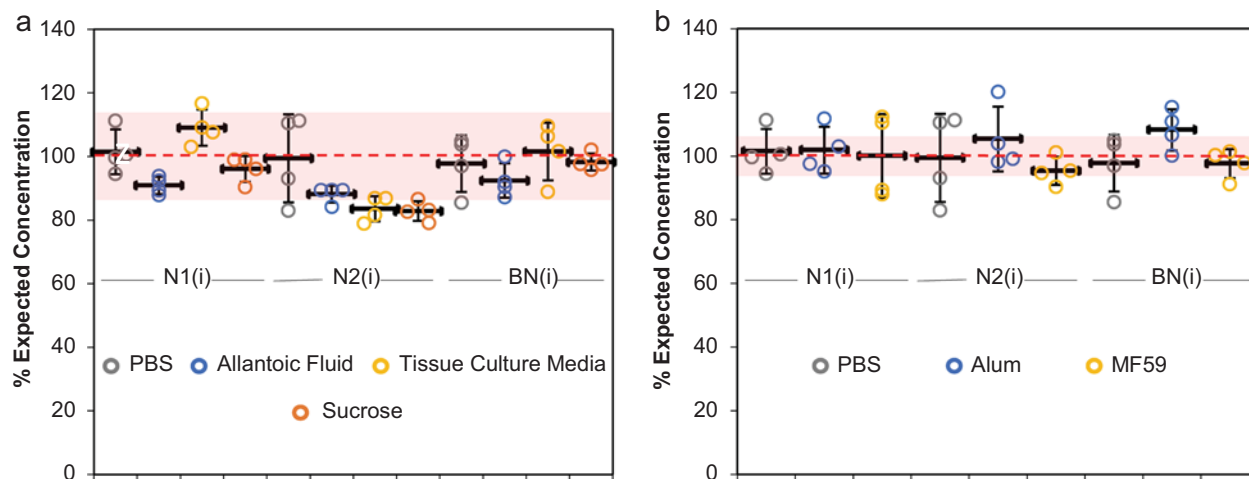 a
% Expected Concentration
140
120
100
80
60
40
20
0
N1(i) N2(i) BN(i)
PBS Allantoic Fluid Tissue Culture Media
Sucrose
b
% Expected Concentration
140
120
100
80
60
40
20
0
N1(i) N2(i) BN(i)
PBS Alum MF59